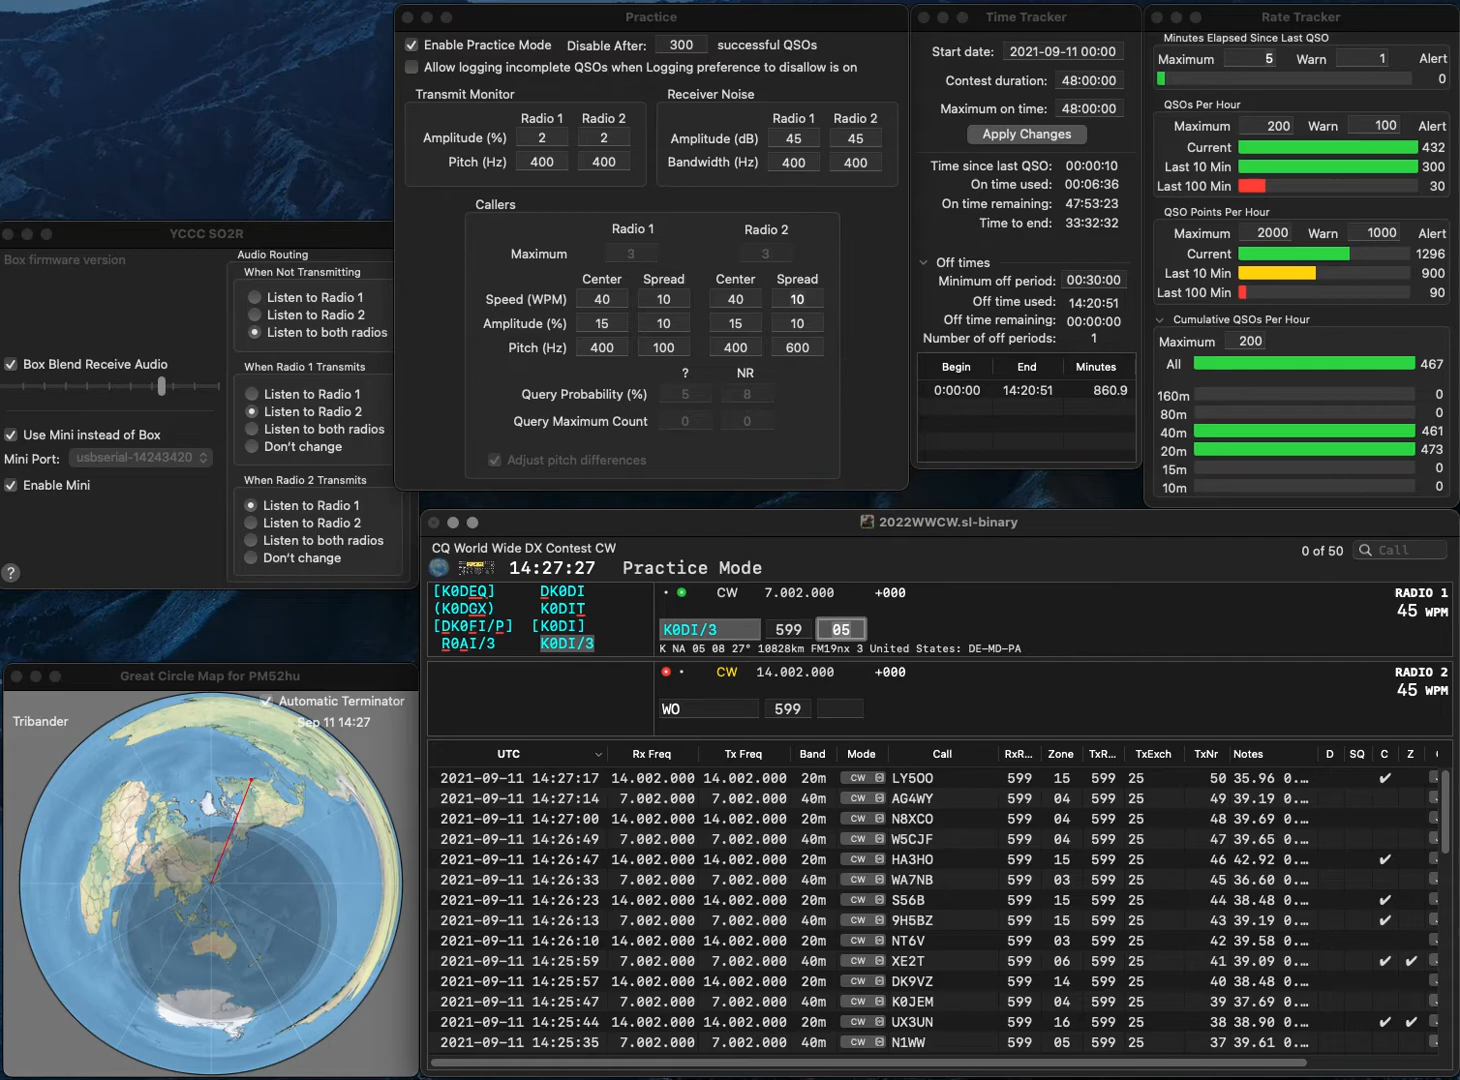 Practice
Enable Practice Mode Disable After: 300 successful QSOs
Allow logging incomplete QSOs when Logging preference to disallow is on
Transmit Monitor
Radio 1 Radio 2
Amplitude (%) 2 2
Pitch (Hz) 400 400
Receiver Noise
Radio 1 Radio 2
Amplitude (dB) 45 45
Bandwidth (Hz) 400 400
Callers
Radio 1 Radio 2
Maximum 3 3
Center Spread Center Spread
Speed (WPM) 40 10 40 10
Amplitude (%) 15 10 15 10
Pitch (Hz) 400 100 400 600
? NR
Query Probability (%) 5 8
Query Maximum Count 0 0
Adjust pitch differences
Time Tracker
Start date: 2021-09-11 00:00
Contest duration: 48:00:00
Maximum on time: 48:00:00
Apply Changes
Time since last QSO: 00:00:10
On time used: 00:06:36
On time remaining: 47:53:23
Time to end: 33:32:32
Off times
Minimum off period: 00:30:00
Off time used: 14:20:51
Off time remaining: 00:00:00
Number of off periods: 1
Begin End Minutes
0:00:00 14:20:51 860.9
Rate Tracker
Minutes Elapsed Since Last QSO
Maximum 5 Warn 1 Alert
0
QSOs Per Hour
Maximum 200 Warn 100 Alert
Current 432
Last 10 Min 300
Last 100 Min 30
QSO Points Per Hour
Maximum 2000 Warn 1000 Alert
Current 1296
Last 10 Min 900
Last 100 Min 90
Cumulative QSOs Per Hour
Maximum 200
All 467
160m 0
80m 0
40m 461
20m 473
15m 0
10m 0
YCCC SO2R
Box firmware version
Box Blend Receive Audio
Use Mini instead of Box
Mini Port: usbserial-14243420
Enable Mini
?
Audio Routing
When Not Transmitting
Listen to Radio 1
Listen to Radio 2
Listen to both radios
When Radio 1 Transmits
Listen to Radio 1
Listen to Radio 2
Listen to both radios
Don't change
When Radio 2 Transmits
Listen to Radio 1
Listen to Radio 2
Listen to both radios
Don't change
Great Circle Map for PM52hu
Automatic Terminator
Tribander Sep 11 14:27
2022WWCW.sl-binary
CQ World Wide DX Contest CW
0 of 50 Call
14:27:27 Practice Mode
[K0DEQ] DK0DI
(K0DGX) K0DIT
[DK0FI/P] [K0DI]
R0AI/3 K0DI/3
CW 7.002.000 +000 RADIO 1
45 WPM
K0DI/3 599 05
K NA 05 08 27° 10828km FM19nx 3 United States: DE-MD-PA
CW 14.002.000 +000 RADIO 2
45 WPM
WO 599
UTC Rx Freq Tx Freq Band Mode Call RxR... Zone TxR... TxExch TxNr Notes D SQ C Z
2021-09-11 14:27:17 14.002.000 14.002.000 20m CW LY5OO 599 15 599 25 50 35.96 0.... ✔
2021-09-11 14:27:14 7.002.000 7.002.000 40m CW AG4WY 599 04 599 25 49 39.19 0....
2021-09-11 14:27:00 7.002.000 7.002.000 40m CW N8XCO 599 04 599 25 48 39.69 0....
2021-09-11 14:26:49 7.002.000 7.002.000 40m CW W5CJF 599 04 599 25 47 39.65 0....
2021-09-11 14:26:47 14.002.000 14.002.000 20m CW HA3HO 599 15 599 25 46 42.92 0.... ✔
2021-09-11 14:26:33 7.002.000 7.002.000 40m CW WA7NB 599 03 599 25 45 36.60 0....
2021-09-11 14:26:23 14.002.000 14.002.000 20m CW S56B 599 15 599 25 44 38.48 0.... ✔
2021-09-11 14:26:13 7.002.000 7.002.000 40m CW 9H5BZ 599 15 599 25 43 39.19 0.... ✔
2021-09-11 14:26:10 14.002.000 14.002.000 20m CW NT6V 599 03 599 25 42 39.58 0....
2021-09-11 14:25:59 7.002.000 7.002.000 40m CW XE2T 599 06 599 25 41 39.09 0.... ✔ ✔
2021-09-11 14:25:57 14.002.000 14.002.000 20m CW DK9VZ 599 14 599 25 40 38.48 0....
2021-09-11 14:25:47 7.002.000 7.002.000 40m CW K0JEM 599 04 599 25 39 37.69 0....
2021-09-11 14:25:44 14.002.000 14.002.000 20m CW UX3UN 599 16 599 25 38 38.90 0.... ✔ ✔
2021-09-11 14:25:35 7.002.000 7.002.000 40m CW N1WW 599 05 599 25 37 39.61 0....